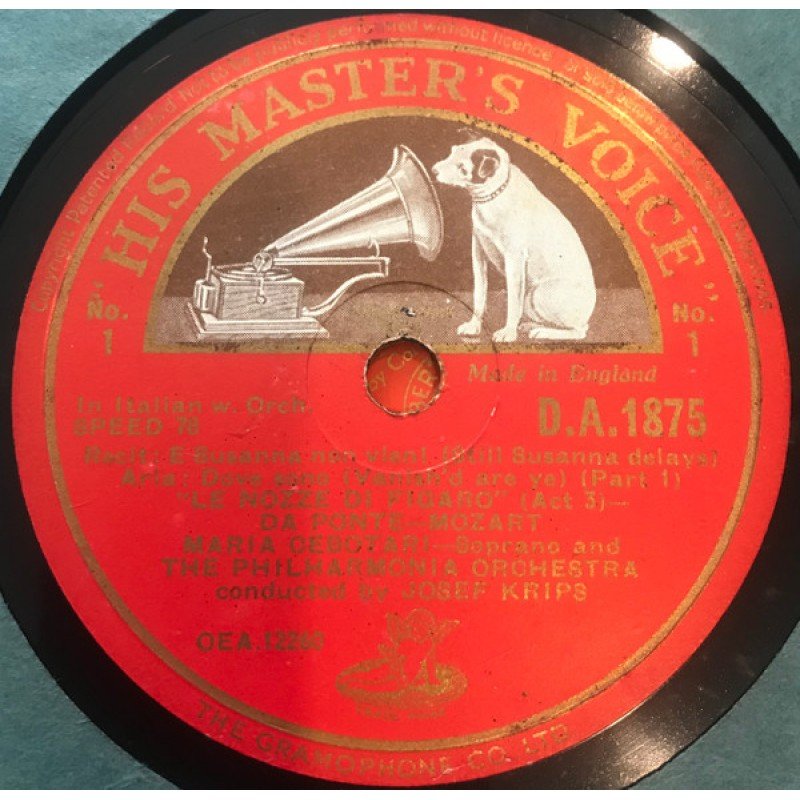 "HIS MASTER'S VOICE"
No.
1
No.
1
Made in England
In Italian w. Orch.
SPEED 78
D.A.1875
Recit: E Susanna non vien! (Still Susanna delays)
Aria: Dove sono (Vanish'd are ye) (Part 1)
"LE NOZZE DI FIGARO" (Act 3)—
DA PONTE—MOZART
MARIA CEBOTARI—Soprano and
THE PHILHARMONIA ORCHESTRA
conducted by JOSEF KRIPS
THE GRAMOPHONE CO. LTD